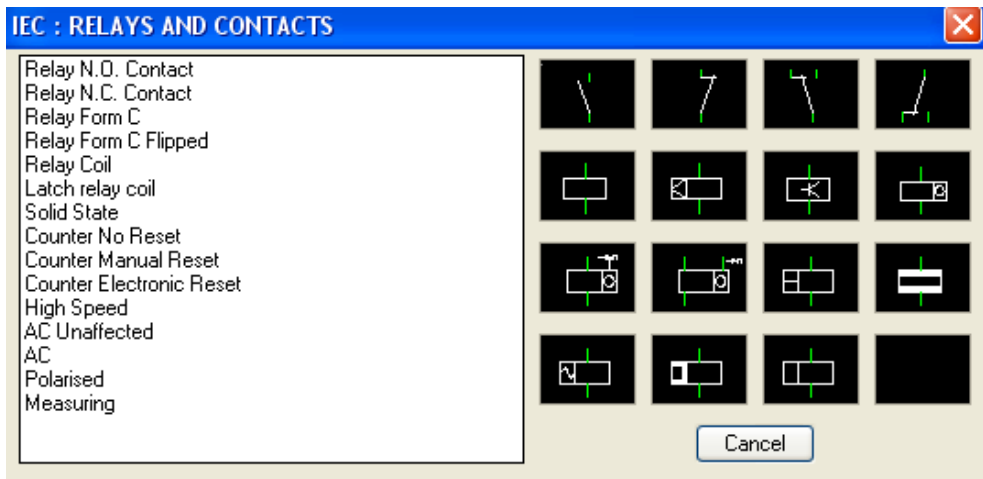 IEC : RELAYS AND CONTACTS
Relay N.O. Contact
Relay N.C. Contact
Relay Form C
Relay Form C Flipped
Relay Coil
Latch relay coil
Solid State
Counter No Reset
Counter Manual Reset
Counter Electronic Reset
High Speed
AC Unaffected
AC
Polarised
Measuring
Cancel